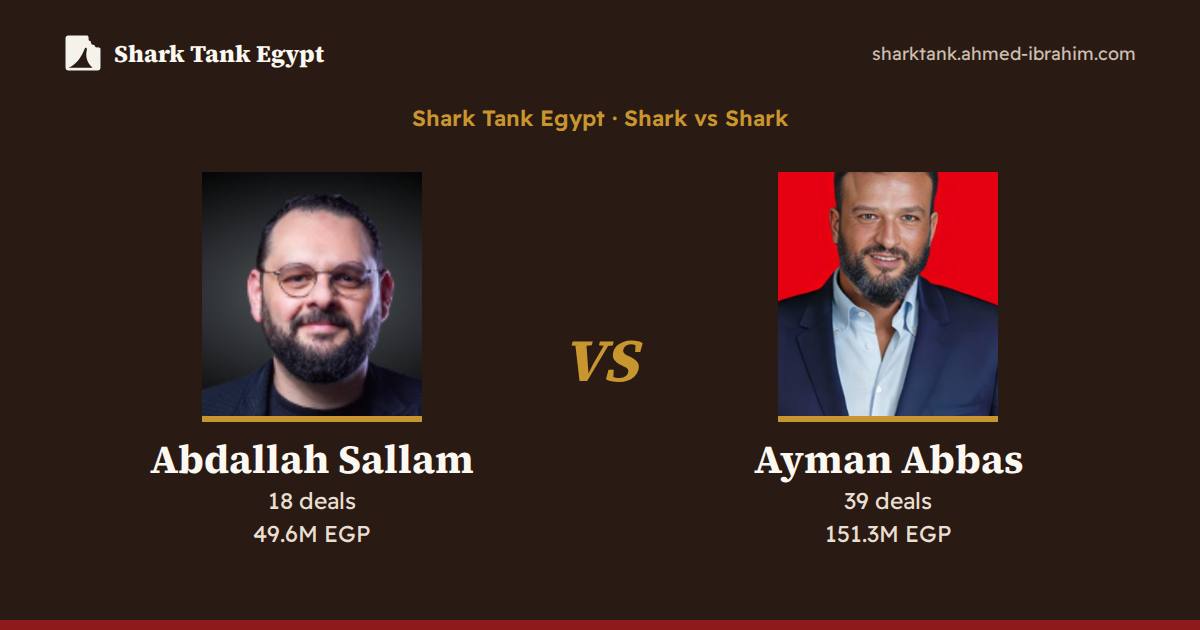 Shark Tank Egypt
sharktank.ahmed-ibrahim.com
Shark Tank Egypt · Shark vs Shark
VS
Abdallah Sallam
18 deals
49.6M EGP
Ayman Abbas
39 deals
151.3M EGP